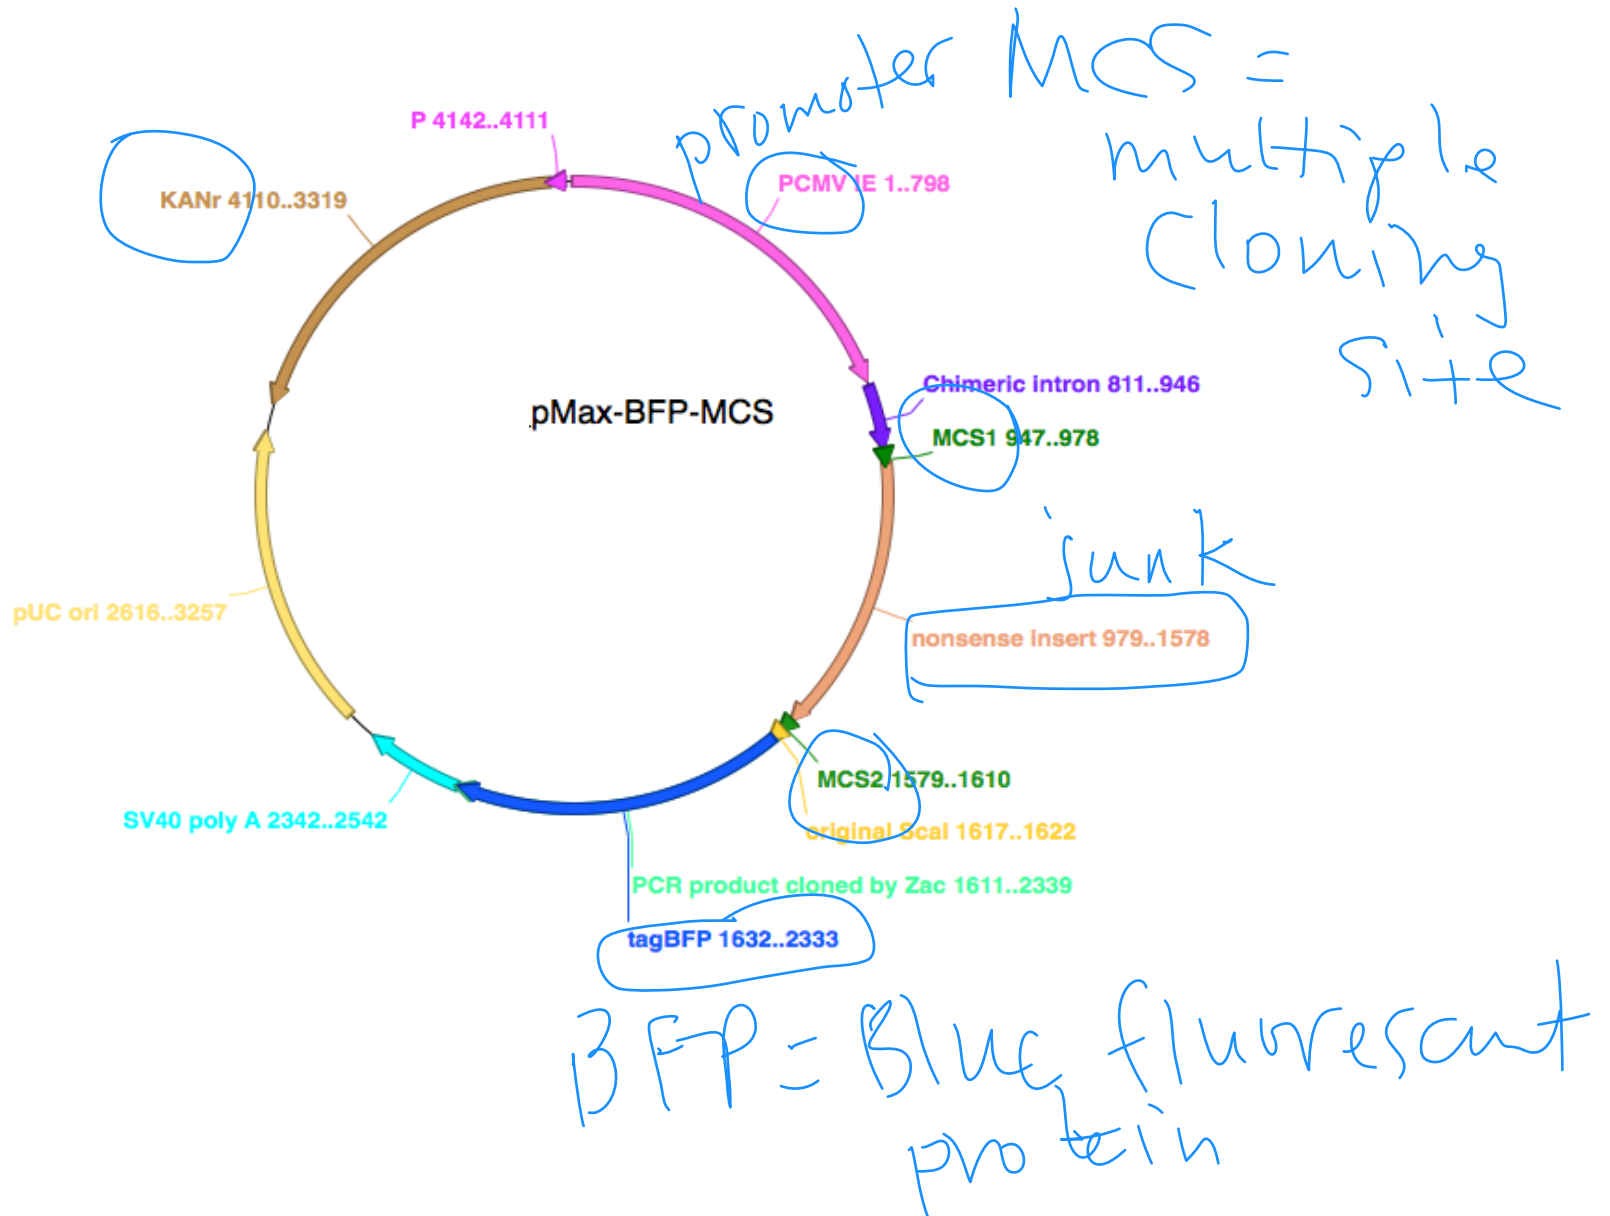 promoter
MCS =
multiple
cloning
site
P 4142..4111
PCMV IE 1..798
KANr 4110..3319
Chimeric intron 811..946
pMax-BFP-MCS
MCS1 947..978
junk
nonsense insert 979..1578
pUC ori 2616..3257
MCS2 1579..1610
SV40 poly A 2342..2542
original ScaI 1617..1622
PCR product cloned by Zac 1611..2339
tagBFP 1632..2333
BFP = Blue fluorescant
protein